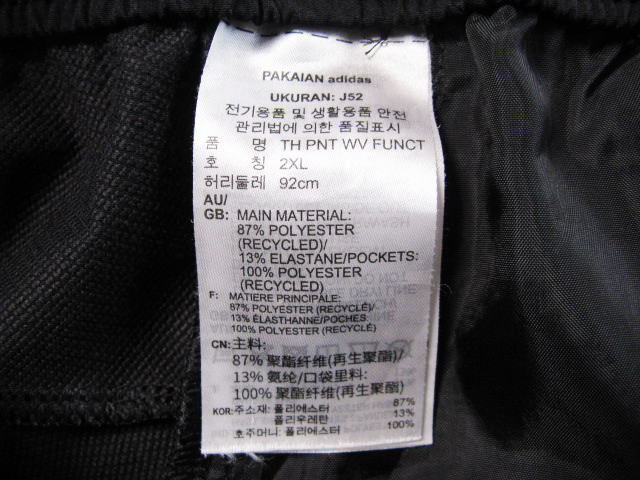 PAKAIAN adidas
UKURAN: J52
전기용품 및 생활용품 안전
관리법에 의한 품질표시
품 명 TH PNT WV FUNCT
호 칭 2XL
허리둘레 92cm
AU/
GB: MAIN MATERIAL:
87% POLYESTER
(RECYCLED)/
13% ELASTANE/POCKETS:
100% POLYESTER
(RECYCLED)
F: MATIERE PRINCIPALE:
87% POLYESTER (RECYCLÉ)/
13% ÉLASTHANNE/POCHES:
100% POLYESTER (RECYCLÉ)
CN: 主料:
87% 聚酯纤维(再生聚酯)/
13% 氨纶/口袋里料:
100% 聚酯纤维(再生聚酯)
KOR: 주소재: 폴리에스터 87%
폴리우레탄 13%
호주머니: 폴리에스터 100%